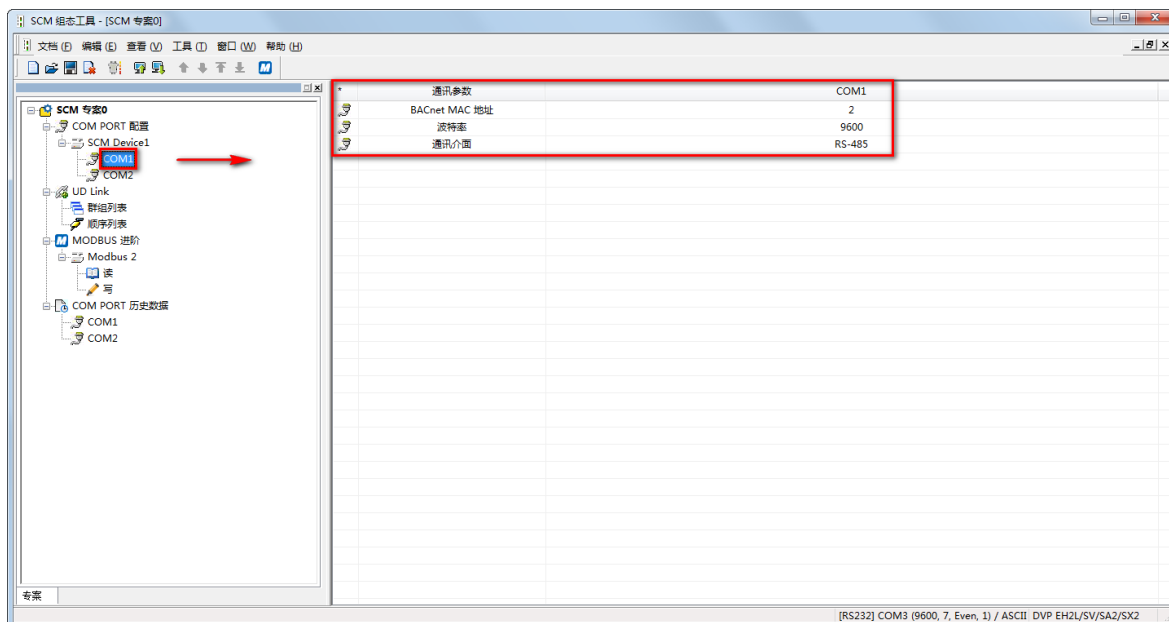 SCM 组态工具 - [SCM 专案0]
文档 (F) 编辑 (E) 查看 (V) 工具 (T) 窗口 (W) 帮助 (H)
* 通讯参数 COM1
BACnet MAC 地址 2
波特率 9600
通讯介面 RS-485
SCM 专案0
COM PORT 配置
SCM Device1
COM1
COM2
UD Link
群组列表
顺序列表
MODBUS 进阶
Modbus 2
读
写
COM PORT 历史数据
COM1
COM2
专案
[RS232] COM3 (9600, 7, Even, 1) / ASCII DVP EH2L/SV/SA2/SX2